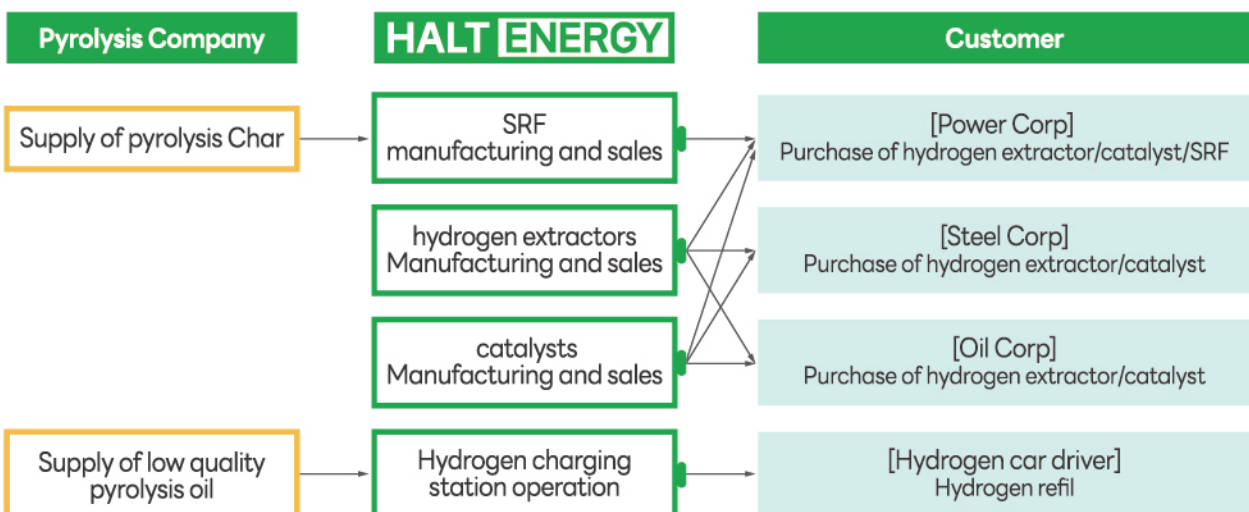 Pyrolysis Company
HALT ENERGY
Customer
Supply of pyrolysis Char
SRF
manufacturing and sales
[Power Corp]
Purchase of hydrogen extractor/catalyst/SRF
hydrogen extractors
Manufacturing and sales
[Steel Corp]
Purchase of hydrogen extractor/catalyst
catalysts
Manufacturing and sales
[Oil Corp]
Purchase of hydrogen extractor/catalyst
Supply of low quality
pyrolysis oil
Hydrogen charging
station operation
[Hydrogen car driver]
Hydrogen refil